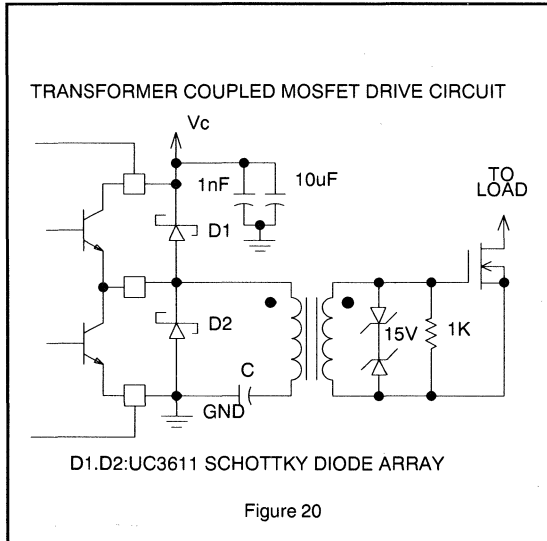 TRANSFORMER COUPLED MOSFET DRIVE CIRCUIT
Vc
TO
LOAD
1nF
10uF
D1
D2
15V
1K
C
GND
D1.D2:UC3611 SCHOTTKY DIODE ARRAY
Figure 20